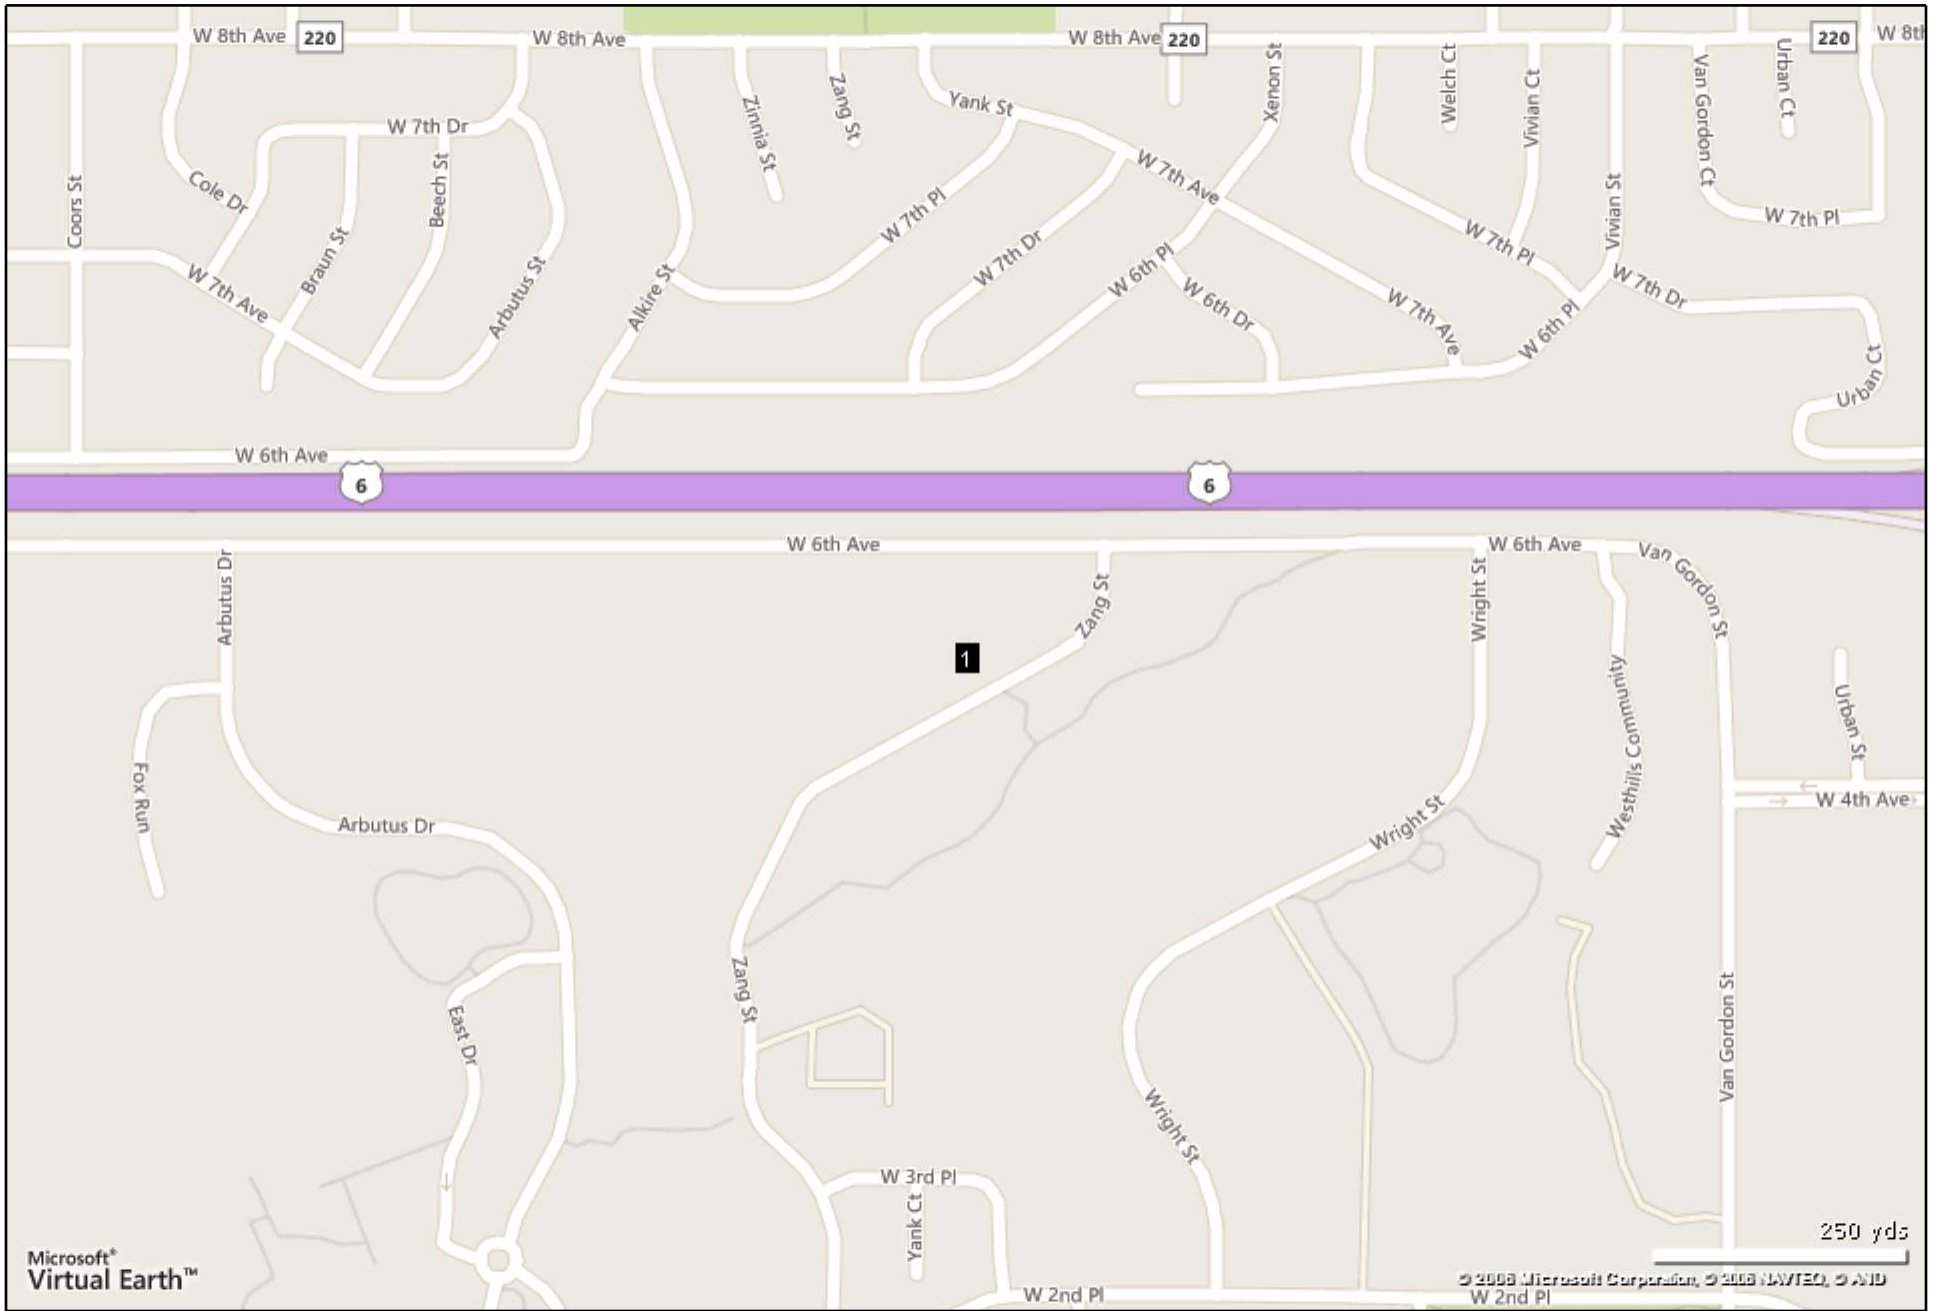 W 8th Ave
220
W 8th Ave
W 8th Ave
220
220
W 8th
Coors St
Cole Dr
W 7th Dr
Beech St
Braun St
Arbutus St
W 7th Ave
Alkire St
Zinnia St
Zang St
Yank St
W 7th Pl
W 7th Dr
W 7th Ave
Xenon St
W 6th Pl
W 6th Dr
W 7th Ave
Welch Ct
Vivian Ct
W 7th Pl
Vivian St
W 6th Pl
W 7th Dr
Van Gordon Ct
Urban Ct
W 7th Pl
Urban Ct
W 6th Ave
6
6
W 6th Ave
W 6th Ave
Arbutus Dr
Zang St
Wright St
Van Gordon St
1
Westhills Community
Urban St
Fox Run
Arbutus Dr
Wright St
W 4th Ave
Zang St
East Dr
Van Gordon St
Wright St
W 3rd Pl
Yank Ct
250 yds
Microsoft®
Virtual Earth™
© 2006 Microsoft Corporation, © 2006 NAVTEQ, © AND
W 2nd Pl
W 2nd Pl